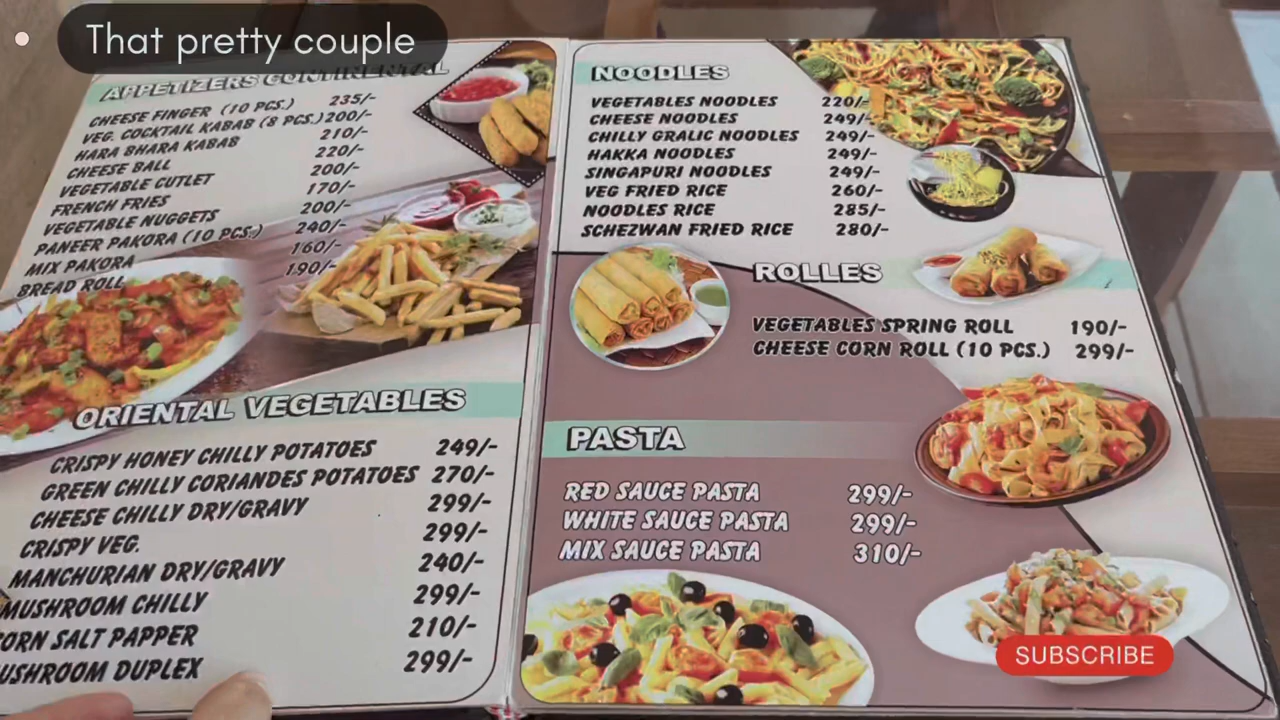 That pretty couple
APPETIZERS CONTINENTAL
CHEESE FINGER (10 PCS.) 235/-
VEG. COCKTAIL KABAB (8 PCS.) 200/-
HARA BHARA KABAB 210/-
CHEESE BALL 220/-
VEGETABLE CUTLET 200/-
FRENCH FRIES 170/-
VEGETABLE NUGGETS 200/-
PANEER PAKORA (10 PCS.) 240/-
MIX PAKORA 160/-
BREAD ROLL 190/-
ORIENTAL VEGETABLES
CRISPY HONEY CHILLY POTATOES 249/-
GREEN CHILLY CORIANDES POTATOES 270/-
CHEESE CHILLY DRY/GRAVY 299/-
CRISPY VEG. 299/-
MANCHURIAN DRY/GRAVY 240/-
MUSHROOM CHILLY 299/-
ORN SALT PAPPER 210/-
USHROOM DUPLEX 299/-
NOODLES
VEGETABLES NOODLES 220/-
CHEESE NOODLES 249/-
CHILLY GRALIC NOODLES 249/-
HAKKA NOODLES 249/-
SINGAPURI NOODLES 249/-
VEG FRIED RICE 260/-
NOODLES RICE 285/-
SCHEZWAN FRIED RICE 280/-
ROLLES
VEGETABLES SPRING ROLL 190/-
CHEESE CORN ROLL (10 PCS.) 299/-
PASTA
RED SAUCE PASTA 299/-
WHITE SAUCE PASTA 299/-
MIX SAUCE PASTA 310/-
SUBSCRIBE